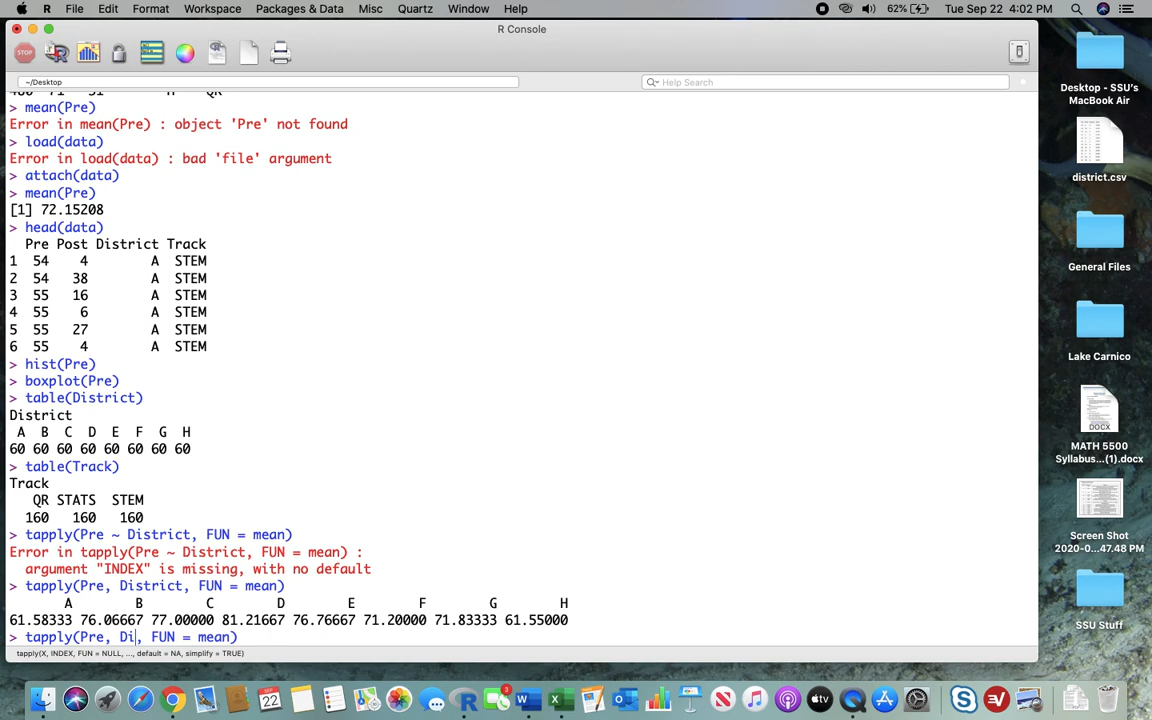 R File Edit Format Workspace Packages & Data Misc Quartz Window Help 62% Tue Sep 22 4:02 PM
R Console
STOP
~/Desktop
Help Search
> mean(Pre)
Error in mean(Pre) : object 'Pre' not found
> load(data)
Error in load(data) : bad 'file' argument
> attach(data)
> mean(Pre)
[1] 72.15208
> head(data)
Pre Post District Track
1 54 4 A STEM
2 54 38 A STEM
3 55 16 A STEM
4 55 6 A STEM
5 55 27 A STEM
6 55 4 A STEM
> hist(Pre)
> boxplot(Pre)
> table(District)
District
A B C D E F G H
60 60 60 60 60 60 60 60
> table(Track)
Track
QR STATS STEM
160 160 160
> tapply(Pre ~ District, FUN = mean)
Error in tapply(Pre ~ District, FUN = mean) :
argument "INDEX" is missing, with no default
> tapply(Pre, District, FUN = mean)
A B C D E F G H
61.58333 76.06667 77.00000 81.21667 76.76667 71.20000 71.83333 61.55000
> tapply(Pre, Di, FUN = mean)
tapply(X, INDEX, FUN = NULL, ..., default = NA, simplify = TRUE)
Desktop - SSU's
MacBook Air
district.csv
General Files
Lake Carnico
DOCX
MATH 5500
Syllabus...(1).docx
Screen Shot
2020-0...47.48 PM
SSU Stuff
SEP
22
3
tv